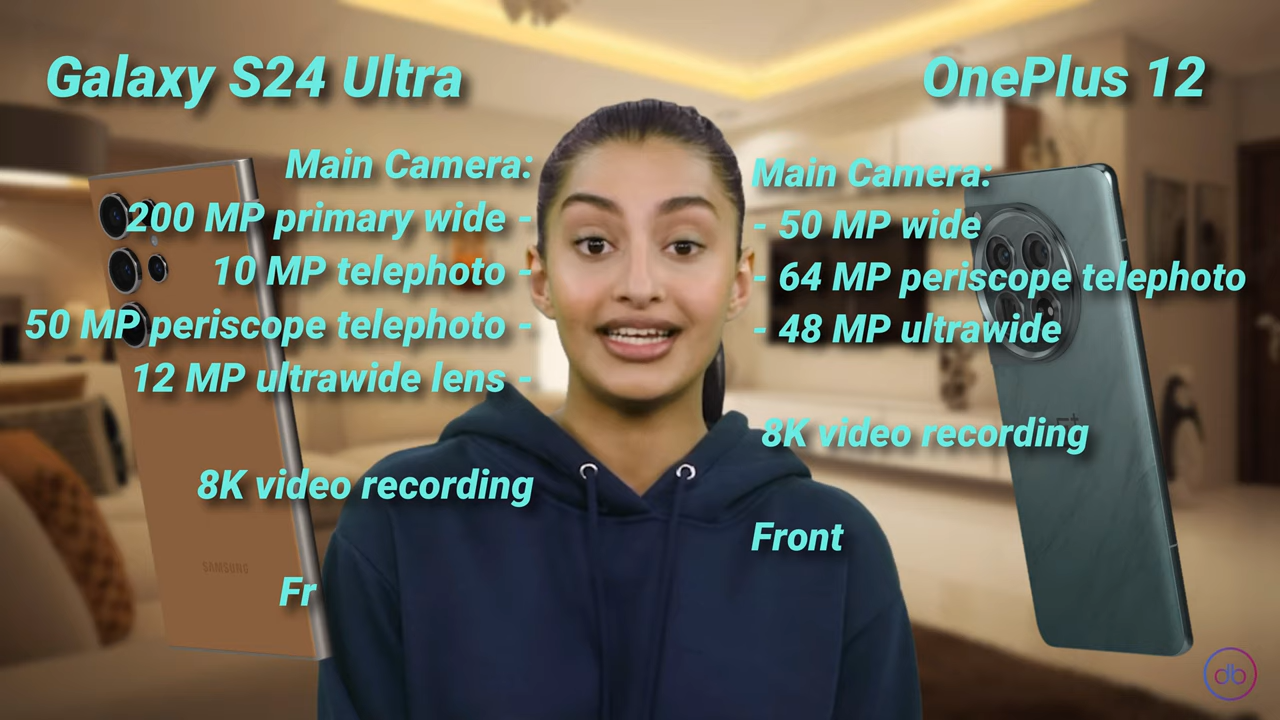 Galaxy S24 Ultra
Main Camera:
200 MP primary wide -
10 MP telephoto -
50 MP periscope telephoto -
12 MP ultrawide lens -
8K video recording
Fr
SAMSUNG
OnePlus 12
Main Camera:
- 50 MP wide
- 64 MP periscope telephoto
- 48 MP ultrawide
8K video recording
Front
db